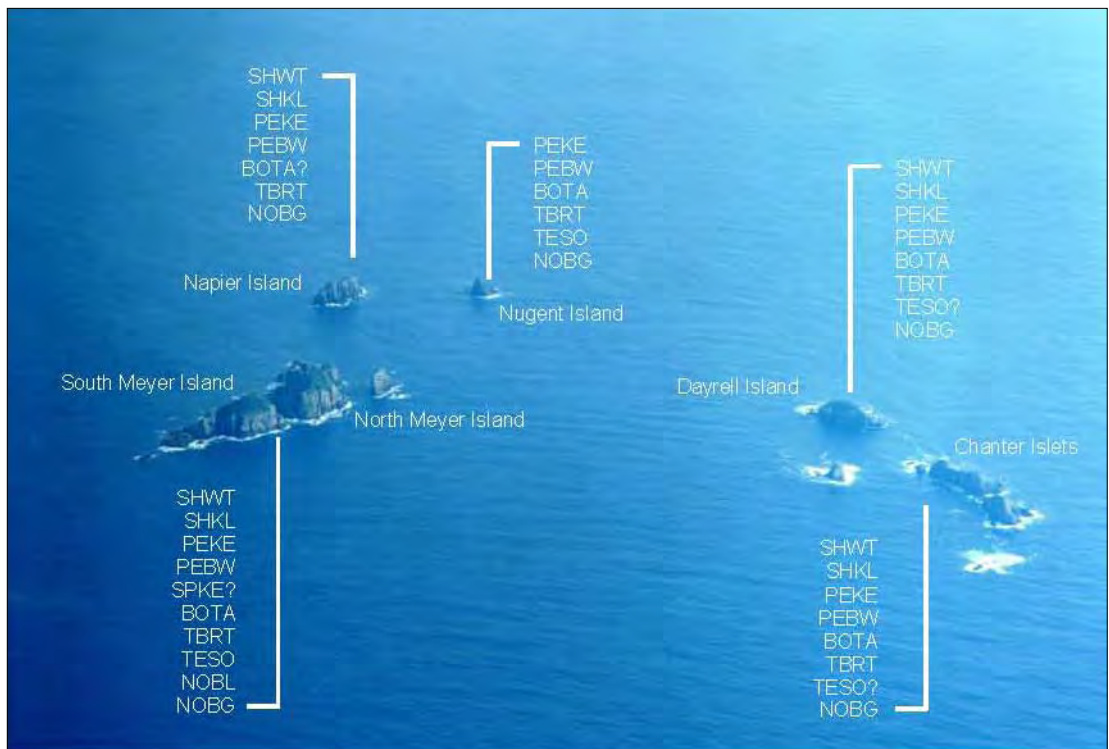 SHWT
SHKL
PEKE
PEBW
BOTA?
TBRT
NOBG
PEKE
PEBW
BOTA
TBRT
TESO
NOBG
SHWT
SHKL
PEKE
PEBW
BOTA
TBRT
TESO?
NOBG
Napier Island
Nugent Island
South Meyer Island
North Meyer Island
Dayrell Island
Chanter Islets
SHWT
SHKL
PEKE
PEBW
SPKE?
BOTA
TBRT
TESO
NOBL
NOBG
SHWT
SHKL
PEKE
PEBW
BOTA
TBRT
TESO?
NOBG